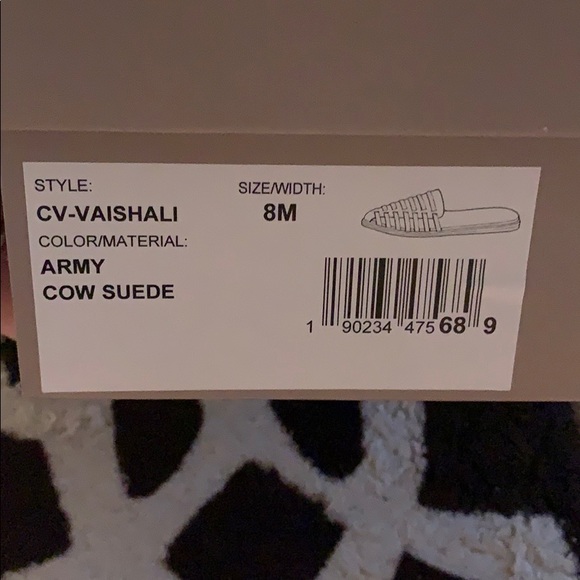 STYLE:
CV-VAISHALI
COLOR/MATERIAL:
ARMY
COW SUEDE
SIZE/WIDTH:
8M
1 90234 475 68 9